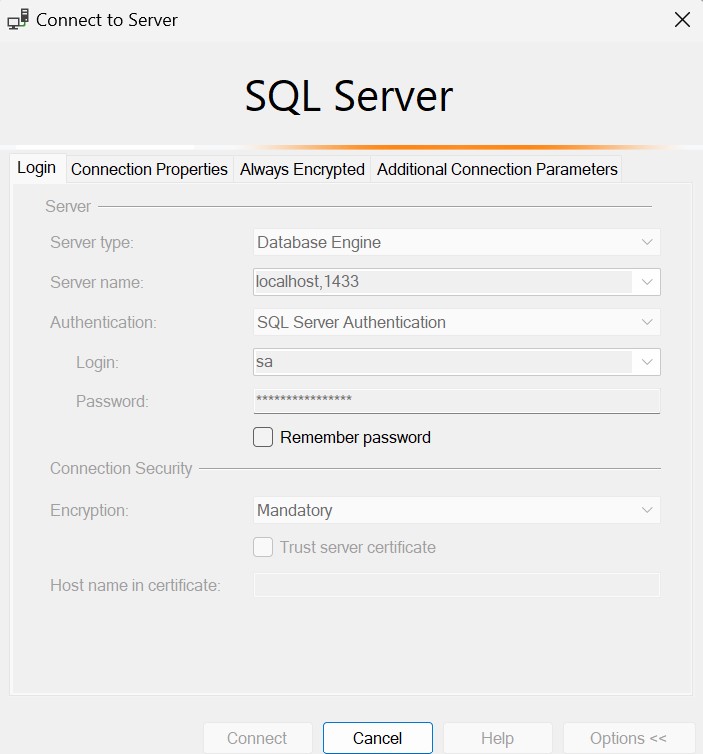 Connect to Server
SQL Server
Login Connection Properties Always Encrypted Additional Connection Parameters
Server
Server type: Database Engine
Server name: localhost,1433
Authentication: SQL Server Authentication
Login: sa
Password: ****************
Remember password
Connection Security
Encryption: Mandatory
Trust server certificate
Host name in certificate:
Connect Cancel Help Options <<